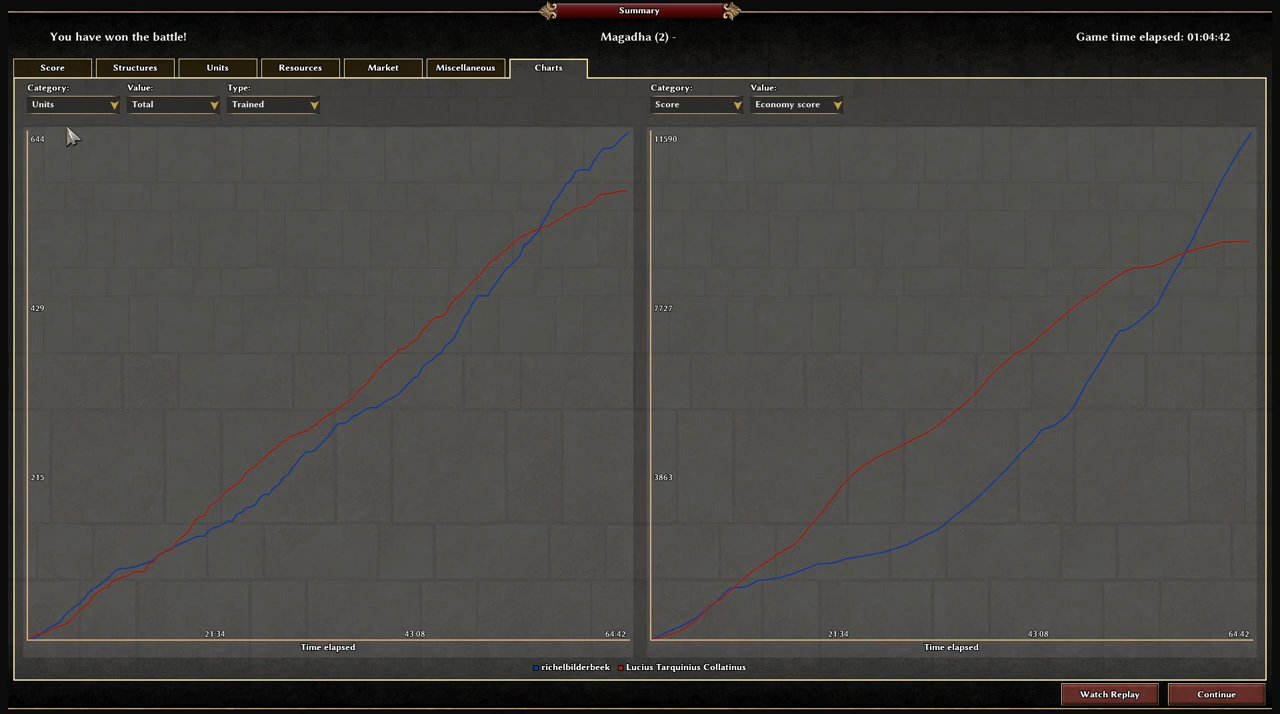 Summary
You have won the battle!
Magadha (2) -
Game time elapsed: 01:04:42
Score
Structures
Units
Resources
Market
Miscellaneous
Charts
Category:
Value:
Type:
Units
Total
Trained
Category:
Value:
Score
Economy score
644
429
215
21:34
43:08
64:42
Time elapsed
11590
7727
3863
21:34
43:08
64:42
Time elapsed
richelbilderbeek
Lucius Tarquinius Collatinus
Watch Replay
Continue